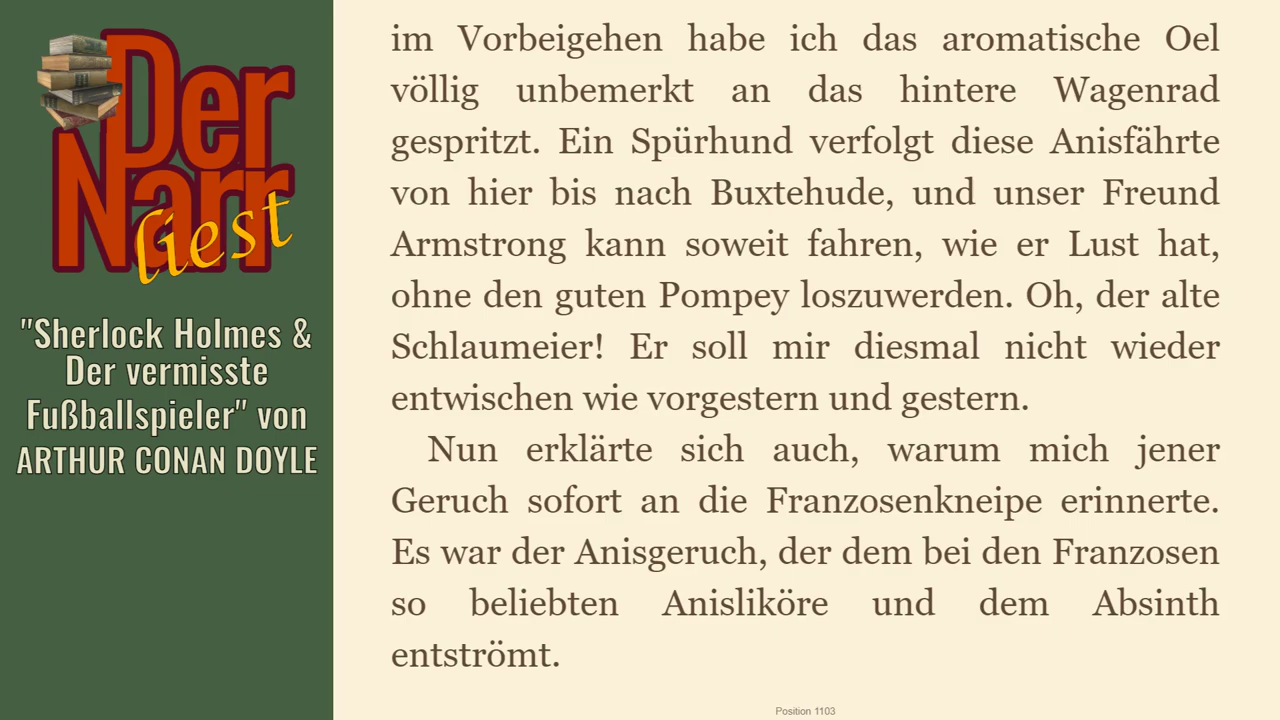 Der
Narr
liest
"Sherlock Holmes &
Der vermisste
Fußballspieler" von
ARTHUR CONAN DOYLE
im Vorbeigehen habe ich das aromatische Oel
völlig unbemerkt an das hintere Wagenrad
gespritzt. Ein Spürhund verfolgt diese Anisfährte
von hier bis nach Buxtehude, und unser Freund
Armstrong kann soweit fahren, wie er Lust hat,
ohne den guten Pompey loszuwerden. Oh, der alte
Schlaumeier! Er soll mir diesmal nicht wieder
entwischen wie vorgestern und gestern.
Nun erklärte sich auch, warum mich jener
Geruch sofort an die Franzosenkneipe erinnerte.
Es war der Anisgeruch, der dem bei den Franzosen
so beliebten Anisliköre und dem Absinth
entströmt.
Position 1103